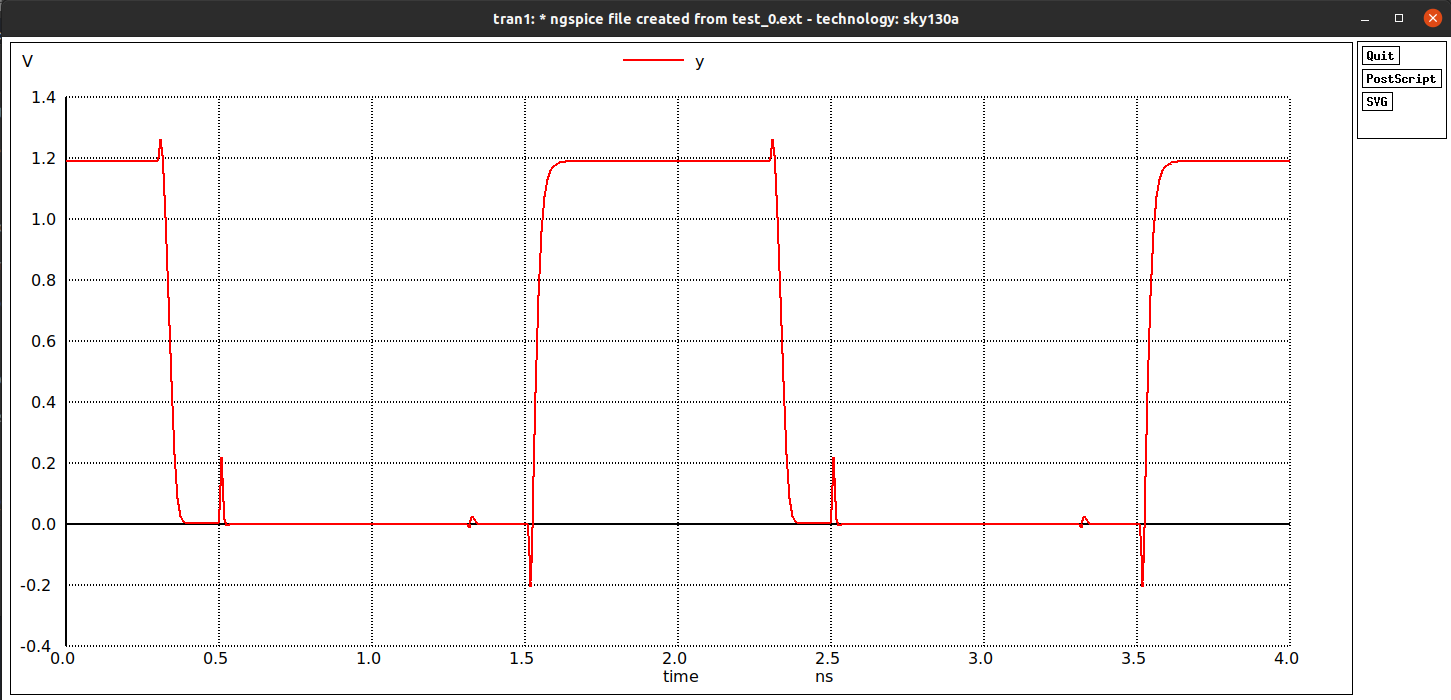 tran1: * ngspice file created from test_0.ext - technology: sky130a
Quit
PostScript
SVG
V
y
1.4
1.2
1.0
0.8
0.6
0.4
0.2
0.0
-0.2
-0.4
0.0 0.5 1.0 1.5 2.0 2.5 3.0 3.5 4.0
time ns